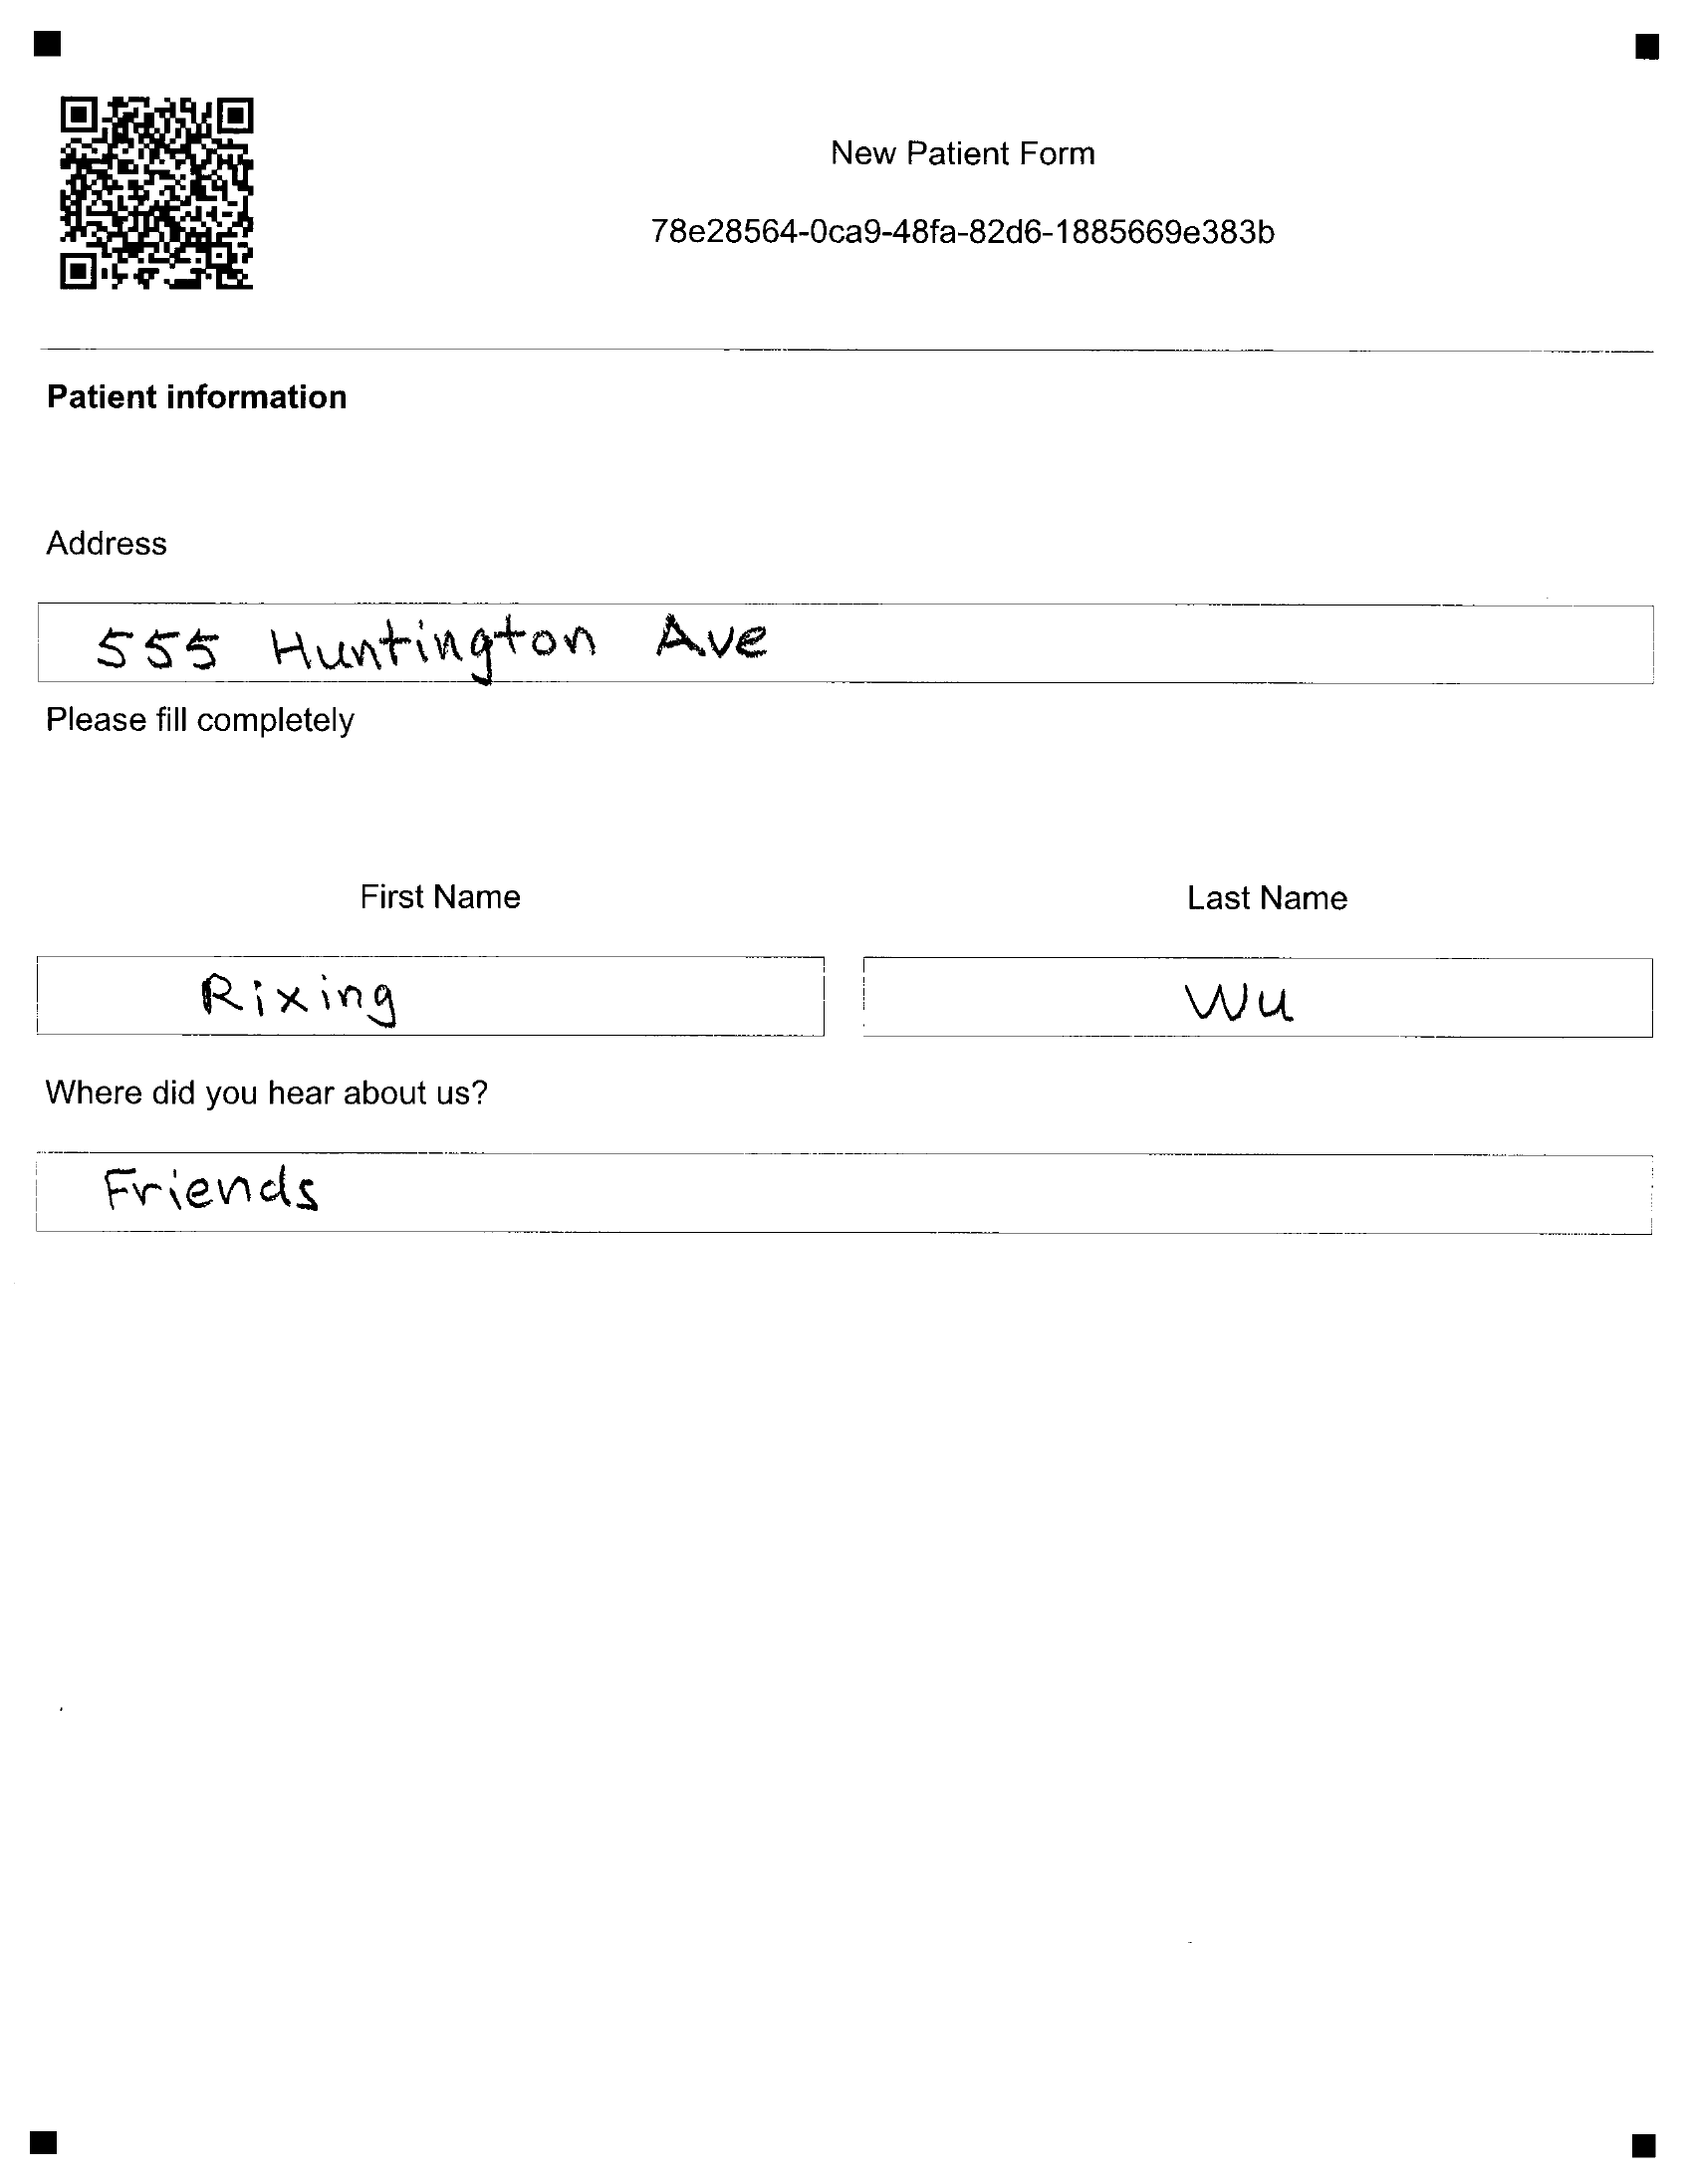 New Patient Form
78e28564-0ca9-48fa-82d6-1885669e383b
Patient information
Address
555 Huntington Ave
Please fill completely
First Name
Last Name
Rixing
Wu
Where did you hear about us?
Friends